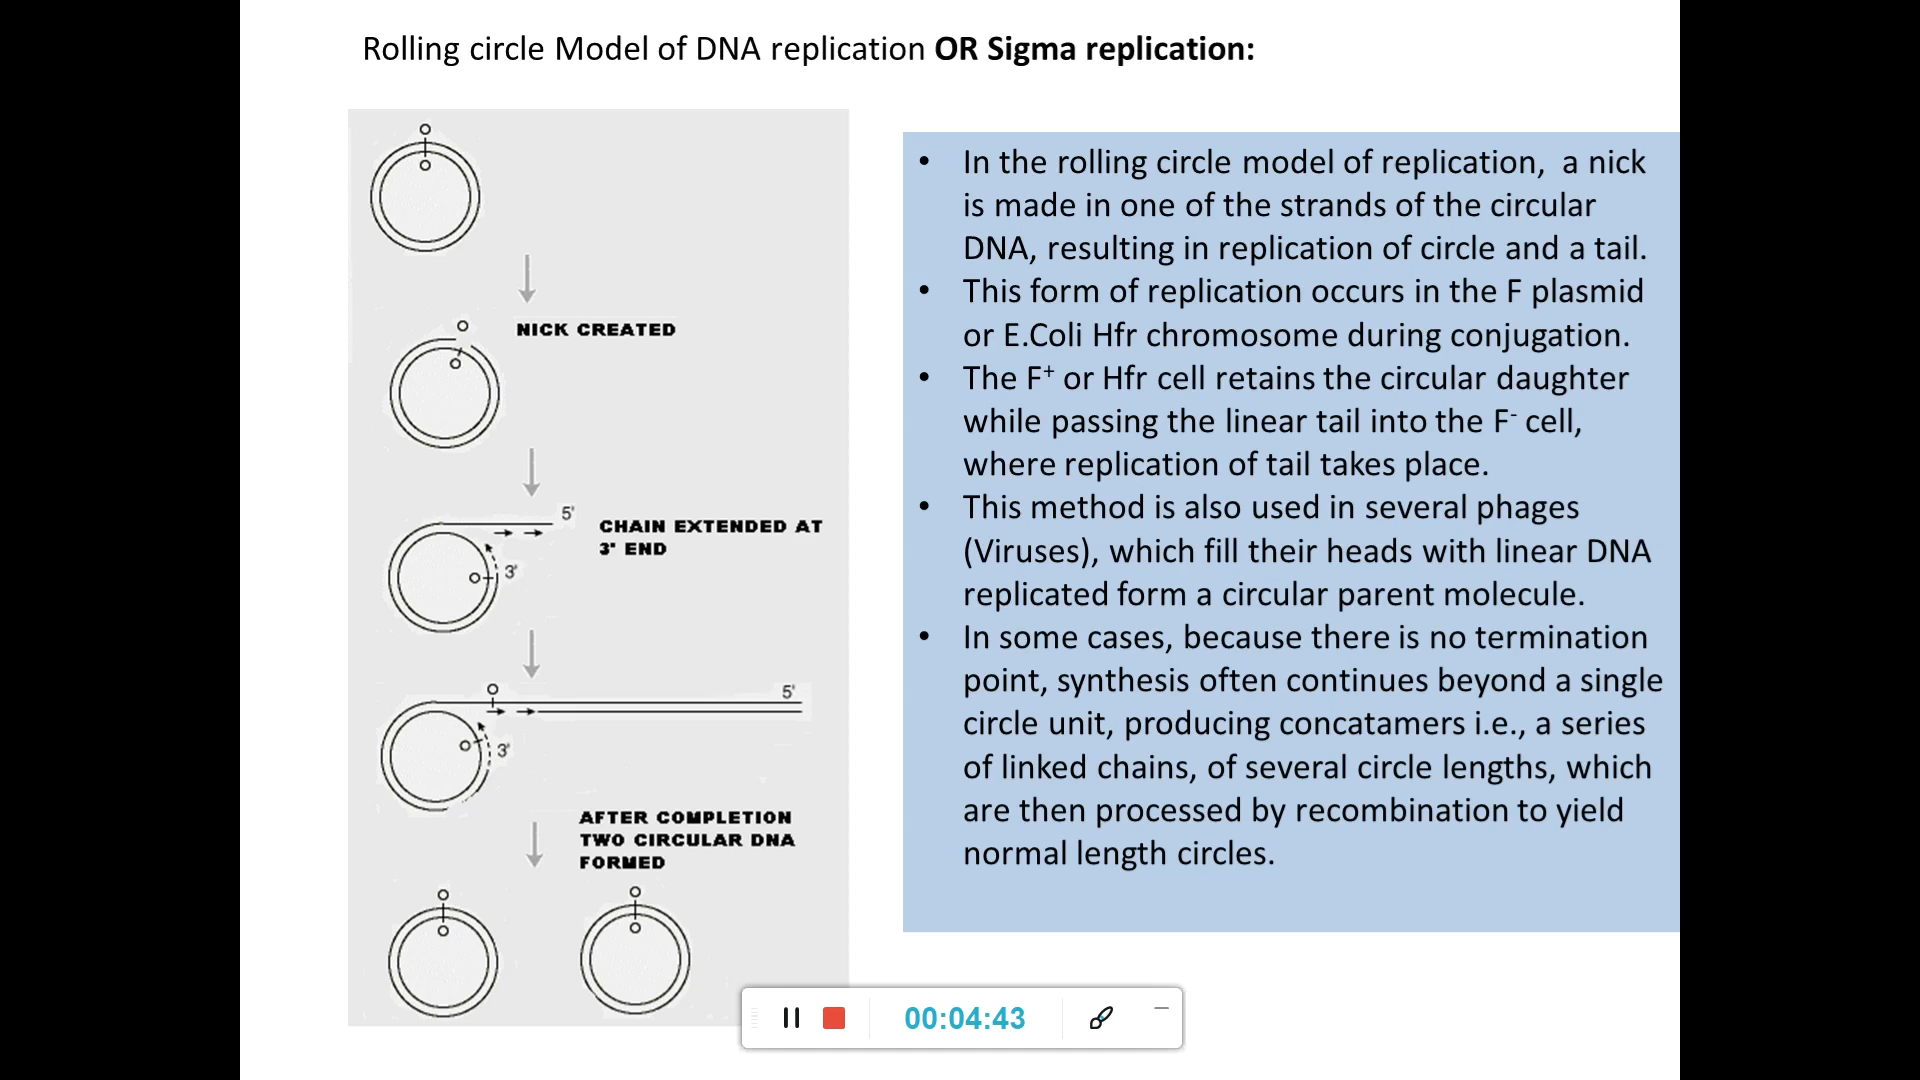 Rolling circle Model of DNA replication OR Sigma replication:
NICK CREATED
5'
CHAIN EXTENDED AT
3' END
3'
5'
3'
AFTER COMPLETION
TWO CIRCULAR DNA
FORMED
• In the rolling circle model of replication,  a nick
is made in one of the strands of the circular
DNA, resulting in replication of circle and a tail.
• This form of replication occurs in the F plasmid
or E.Coli Hfr chromosome during conjugation.
• The F⁺ or Hfr cell retains the circular daughter
while passing the linear tail into the F⁻ cell,
where replication of tail takes place.
• This method is also used in several phages
(Viruses), which fill their heads with linear DNA
replicated form a circular parent molecule.
• In some cases, because there is no termination
point, synthesis often continues beyond a single
circle unit, producing concatamers i.e., a series
of linked chains, of several circle lengths, which
are then processed by recombination to yield
normal length circles.
00:04:43